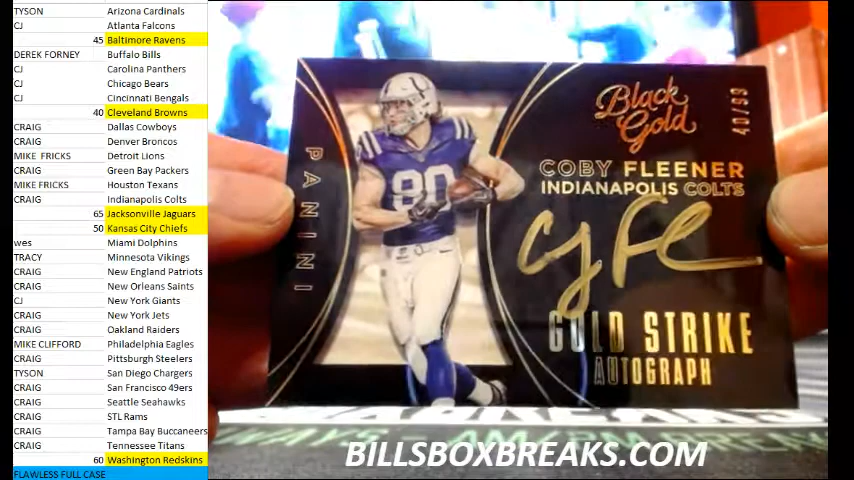 TYSON Arizona Cardinals
CJ Atlanta Falcons
45 Baltimore Ravens
DEREK FORNEY Buffalo Bills
CJ Carolina Panthers
CJ Chicago Bears
CJ Cincinnati Bengals
40 Cleveland Browns
CRAIG Dallas Cowboys
CRAIG Denver Broncos
MIKE FRICKS Detroit Lions
CRAIG Green Bay Packers
MIKE FRICKS Houston Texans
CRAIG Indianapolis Colts
65 Jacksonville Jaguars
50 Kansas City Chiefs
wes Miami Dolphins
TRACY Minnesota Vikings
CRAIG New England Patriots
CRAIG New Orleans Saints
CJ New York Giants
CRAIG New York Jets
CRAIG Oakland Raiders
MIKE CLIFFORD Philadelphia Eagles
CRAIG Pittsburgh Steelers
TYSON San Diego Chargers
CRAIG San Francisco 49ers
CRAIG Seattle Seahawks
CRAIG STL Rams
CRAIG Tampa Bay Buccaneers
CRAIG Tennessee Titans
60 Washington Redskins
FLAWLESS FULL CASE
PANINI
80
Black Gold
40/99
COBY FLEENER
INDIANAPOLIS COLTS
GOLD STRIKE
AUTOGRAPH
BILLSBOXBREAKS.COM